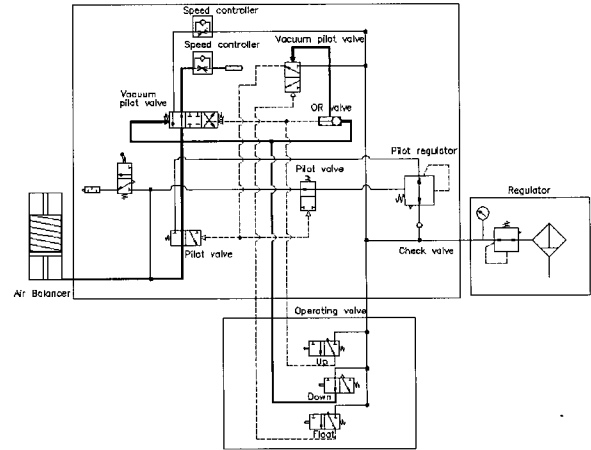 Speed controller
Speed controller
Vacuum pilot valve
Vacuum
pilot valve
OR valve
Pilot regulator
Pilot valve
Regulator
Pilot valve
Check valve
Air Balancer
Operating valve
Up
Down
Float